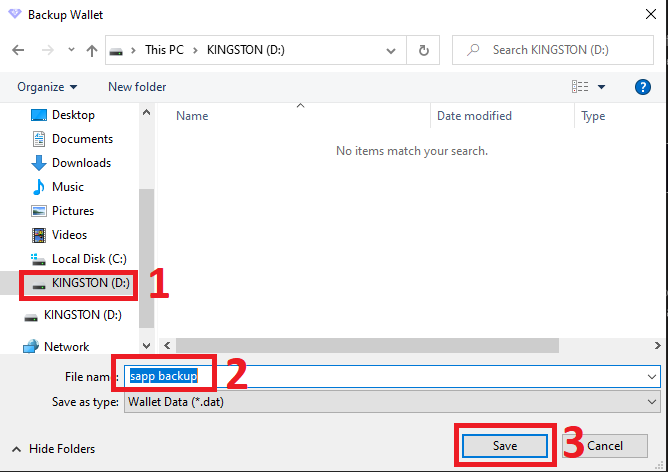 Backup Wallet
This PC KINGSTON (D:) Search KINGSTON (D:)
Organize New folder ?
Name Date modified Type
No items match your search.
Desktop
Documents
Downloads
Music
Pictures
Videos
Local Disk (C:)
KINGSTON (D:) 1
KINGSTON (D:)
Network
File name: sapp backup 2
Save as type: Wallet Data (*.dat)
Hide Folders Save 3 Cancel